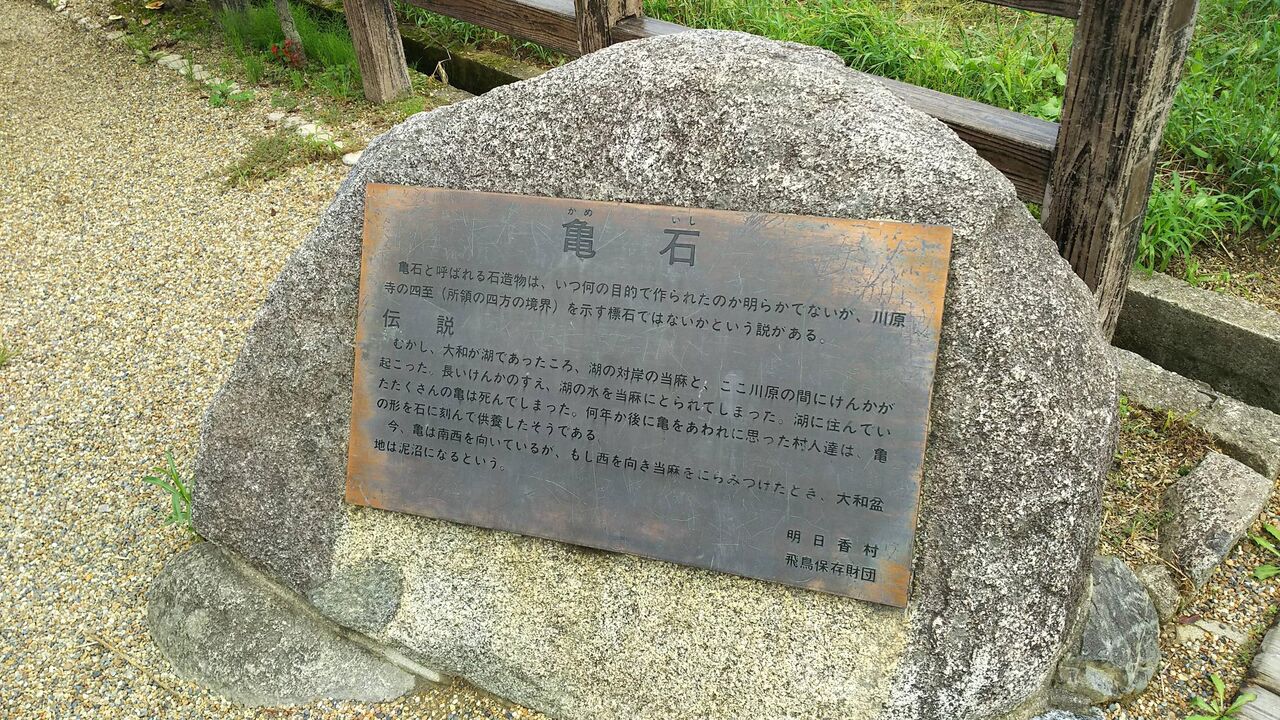 かめ いし
亀 石
亀石と呼ばれる石造物は、いつ何の目的で作られたのか明らかでないが、川原
寺の四至（所領の四方の境界）を示す標石ではないかという説がある。
伝 説
むかし、大和が湖であったころ、湖の対岸の当麻と、ここ川原の間にけんかが
起こった。長いけんかのすえ、湖の水を当麻にとられてしまった。湖に住んでい
たたくさんの亀は死んでしまった。何年か後に亀をあわれに思った村人達は、亀
の形を石に刻んで供養したそうである。
今、亀は南西を向いているが、もし西を向き当麻をにらみつけたとき、大和盆
地は泥沼になるという。
明日香村
飛鳥保存財団